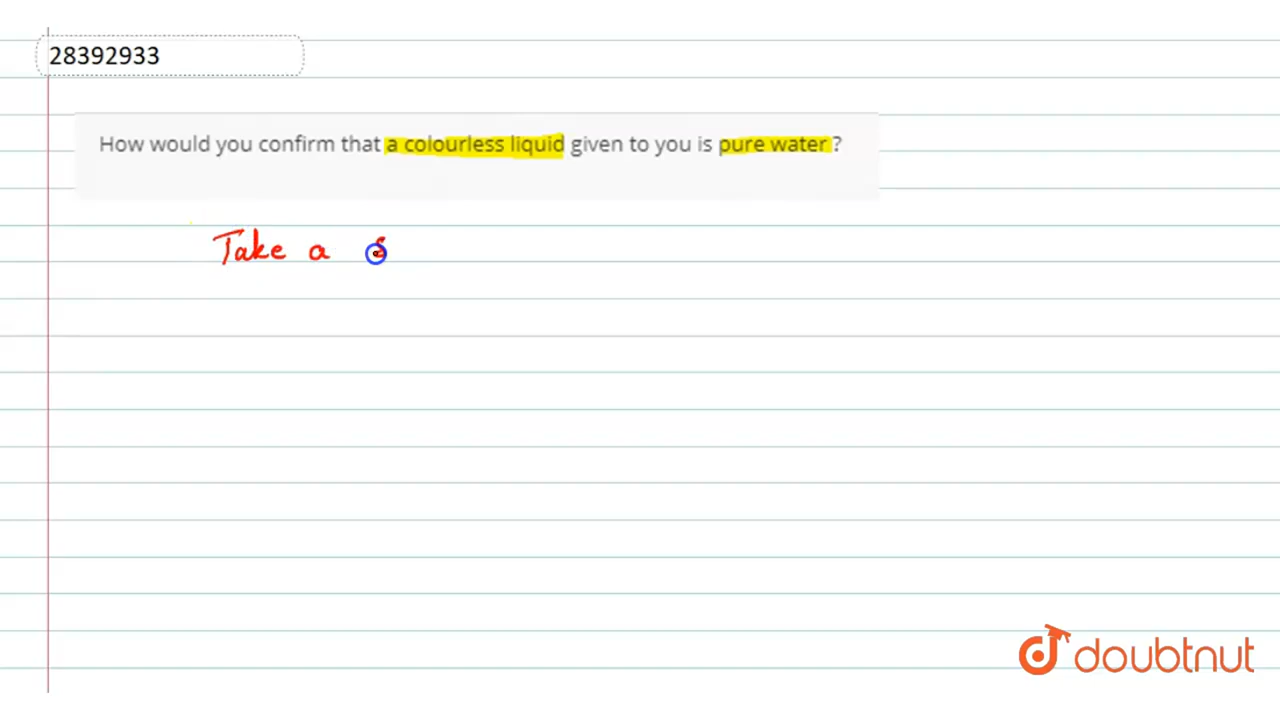 28392933
How would you confirm that a colourless liquid given to you is pure water ?
Take a
doubtnut